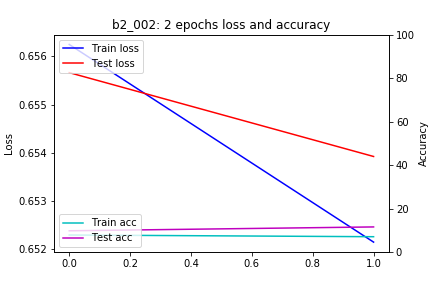 b2_002: 2 epochs loss and accuracy
Train loss
Test loss
Train acc
Test acc
Loss
0.656
0.655
0.654
0.653
0.652
Accuracy
100
80
60
40
20
0
0.0 0.2 0.4 0.6 0.8 1.0